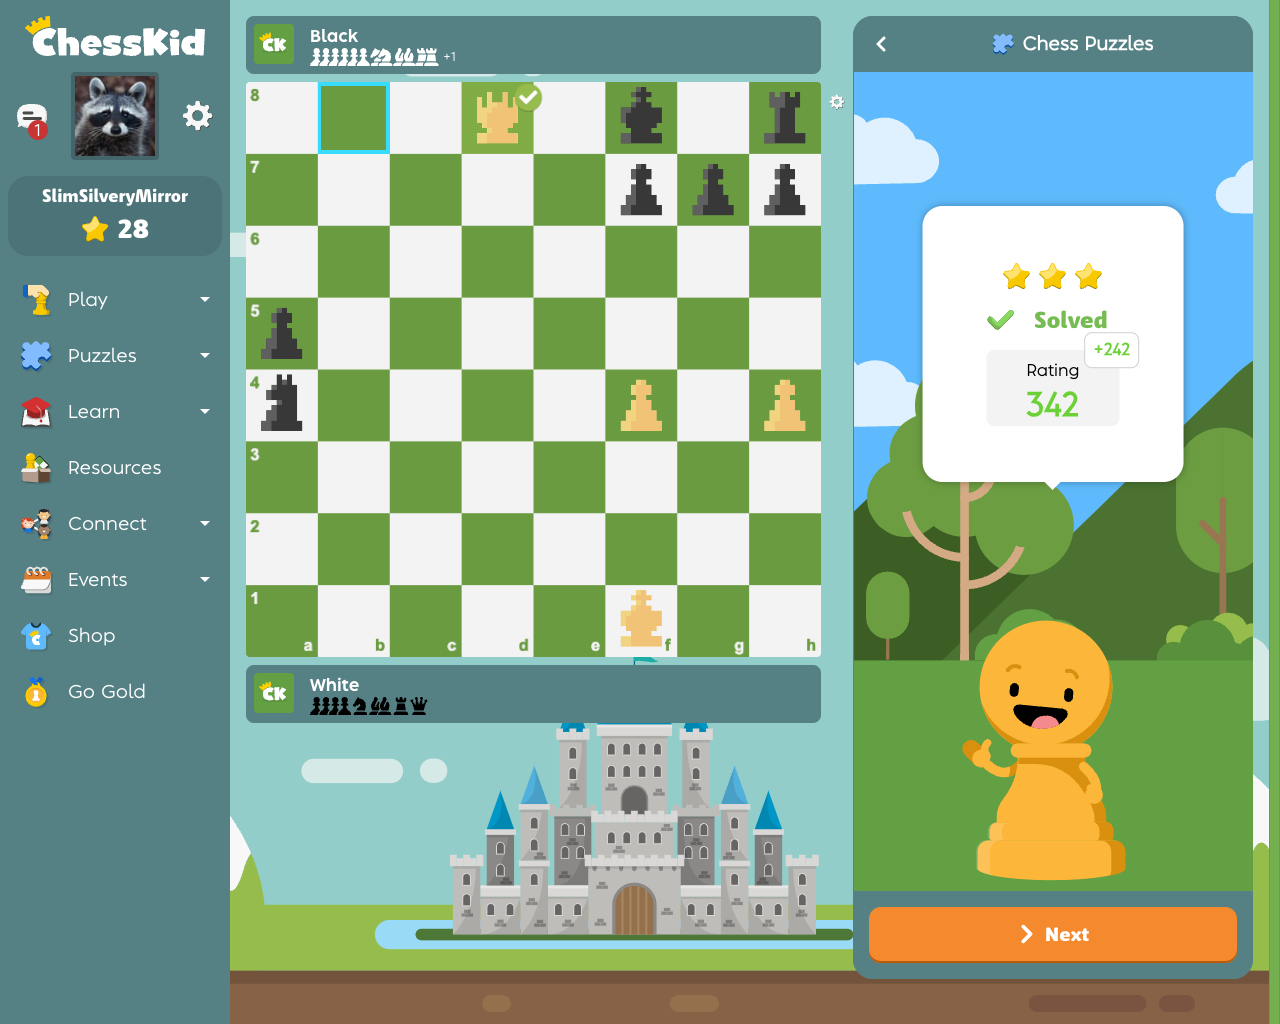 ChessKid
1
SlimSilveryMirror
28
Play
Puzzles
Learn
Resources
Connect
Events
Shop
Go Gold
CK
Black
+1
8
7
6
5
4
3
2
1
a b c d e f g h
CK
White
Chess Puzzles
Solved
+242
Rating
342
Next